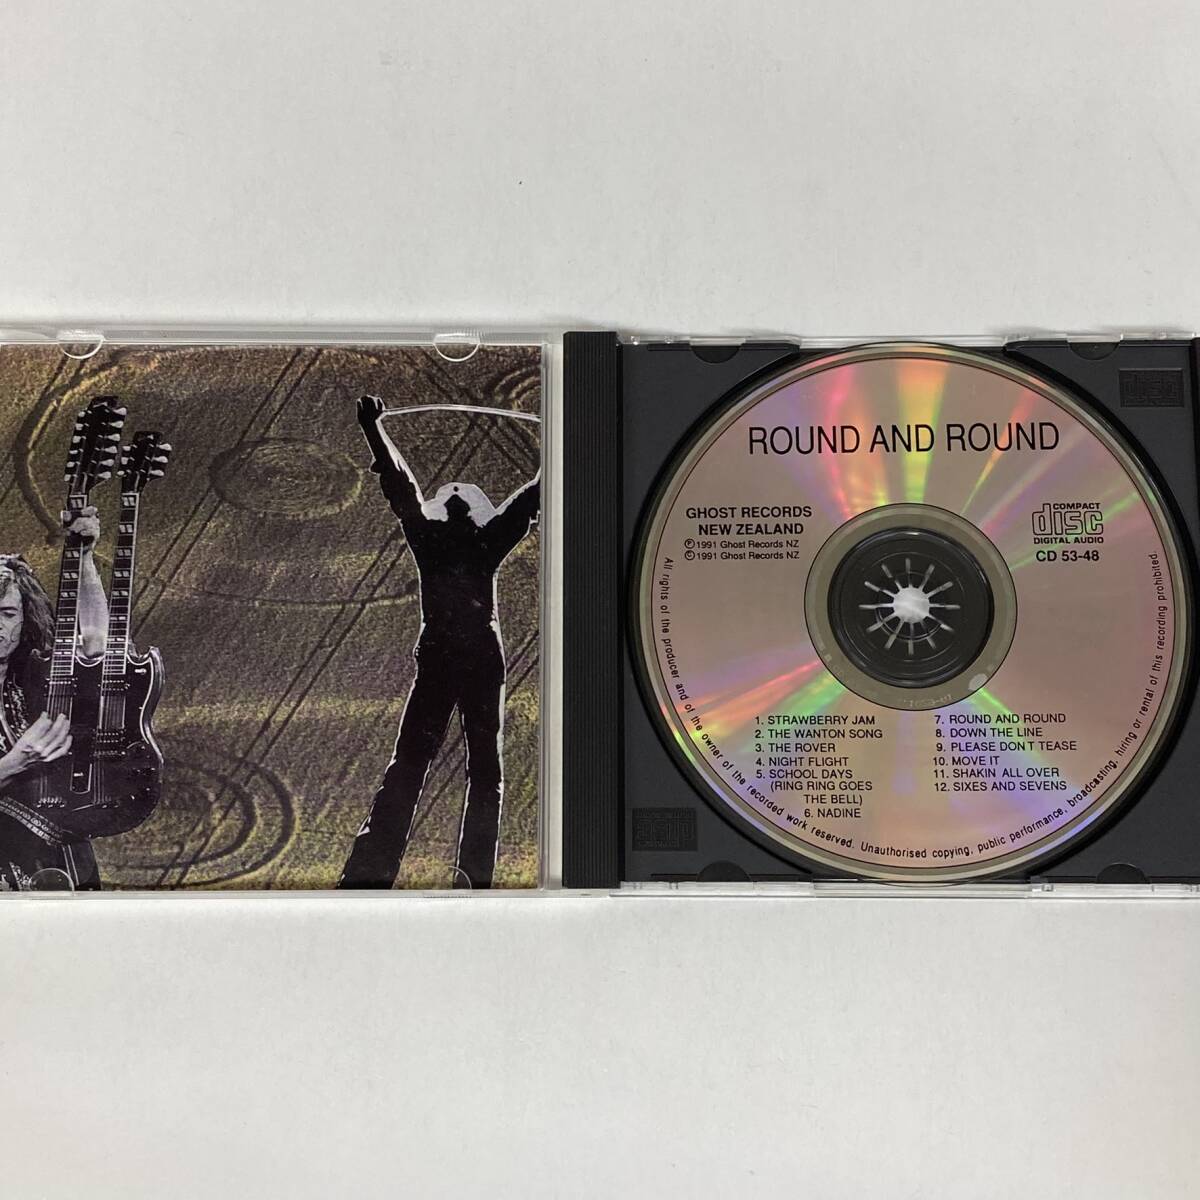 ROUND AND ROUND
GHOST RECORDS
NEW ZEALAND
Ⓟ 1991 Ghost Records NZ
© 1991 Ghost Records NZ
COMPACT
disc
DIGITAL AUDIO
CD 53-48
1. STRAWBERRY JAM
2. THE WANTON SONG
3. THE ROVER
4. NIGHT FLIGHT
5. SCHOOL DAYS
(RING RING GOES
THE BELL)
6. NADINE
7. ROUND AND ROUND
8. DOWN THE LINE
9. PLEASE DON T TEASE
10. MOVE IT
11. SHAKIN ALL OVER
12. SIXES AND SEVENS
All rights of the producer and of the owner of the recorded work reserved. Unauthorised copying, public performance, broadcasting, hiring or rental of this recording prohibited.
disc